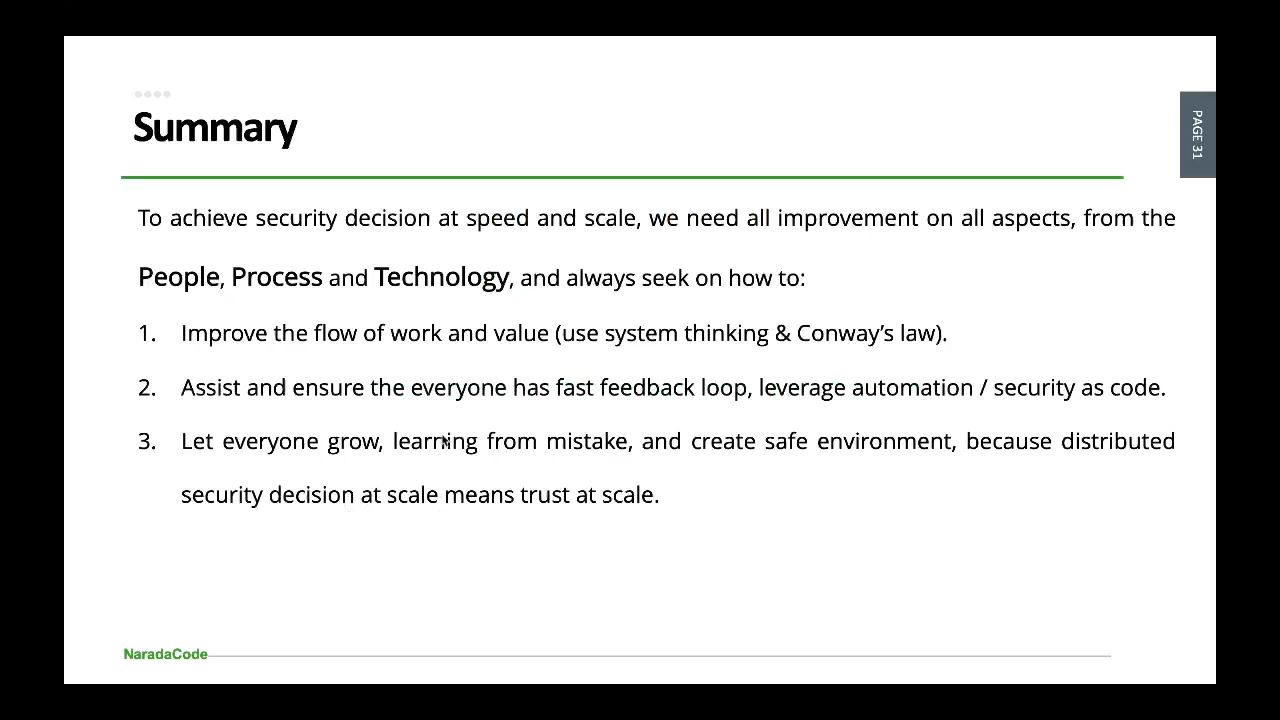 Summary
PAGE 31
To achieve security decision at speed and scale, we need all improvement on all aspects, from the
People, Process and Technology, and always seek on how to:
1. Improve the flow of work and value (use system thinking & Conway’s law).
2. Assist and ensure the everyone has fast feedback loop, leverage automation / security as code.
3. Let everyone grow, learning from mistake, and create safe environment, because distributed
security decision at scale means trust at scale.
NaradaCode